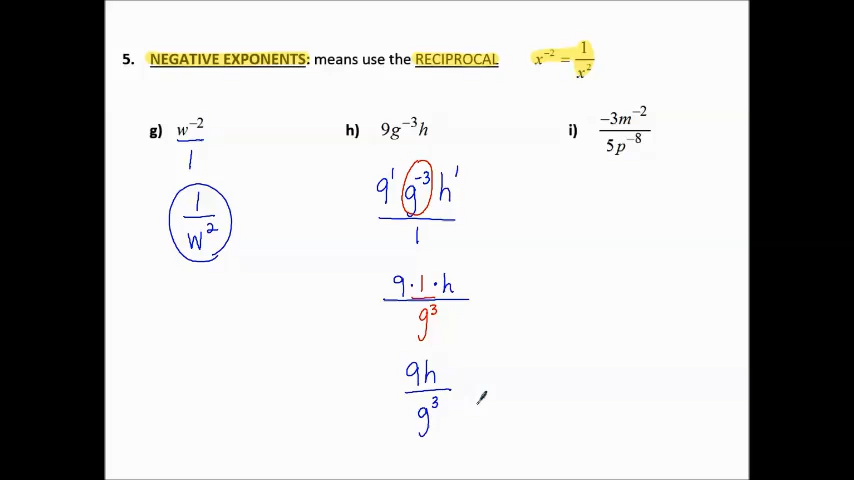 5. NEGATIVE EXPONENTS: means use the RECIPROCAL x⁻² = 1/x²
g) w⁻²/1 h) 9g⁻³h i) −3m⁻²/5p⁻⁸
1/w²
9¹ g⁻³ h¹/1
9·1·h/g³
9h/g³